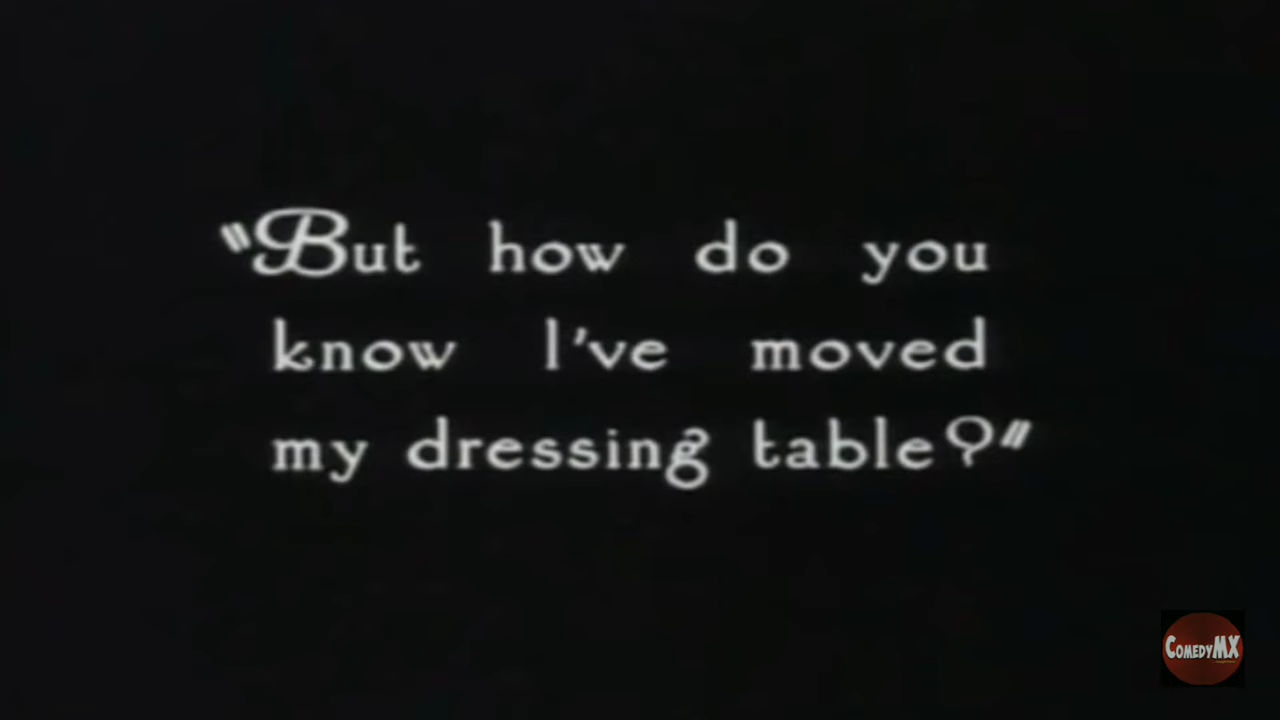 "But how do you
know I've moved
my dressing table?"
COMEDYMX